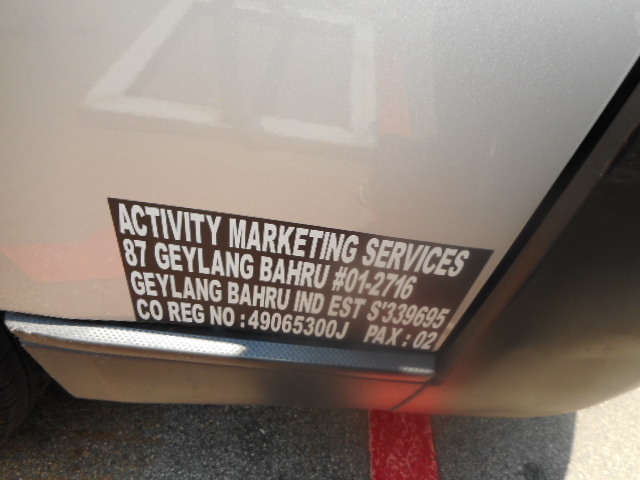 ACTIVITY MARKETING SERVICES
87 GEYLANG BAHRU #01-2716
GEYLANG BAHRU IND EST S'339695
CO REG NO : 49065300J PAX : 02